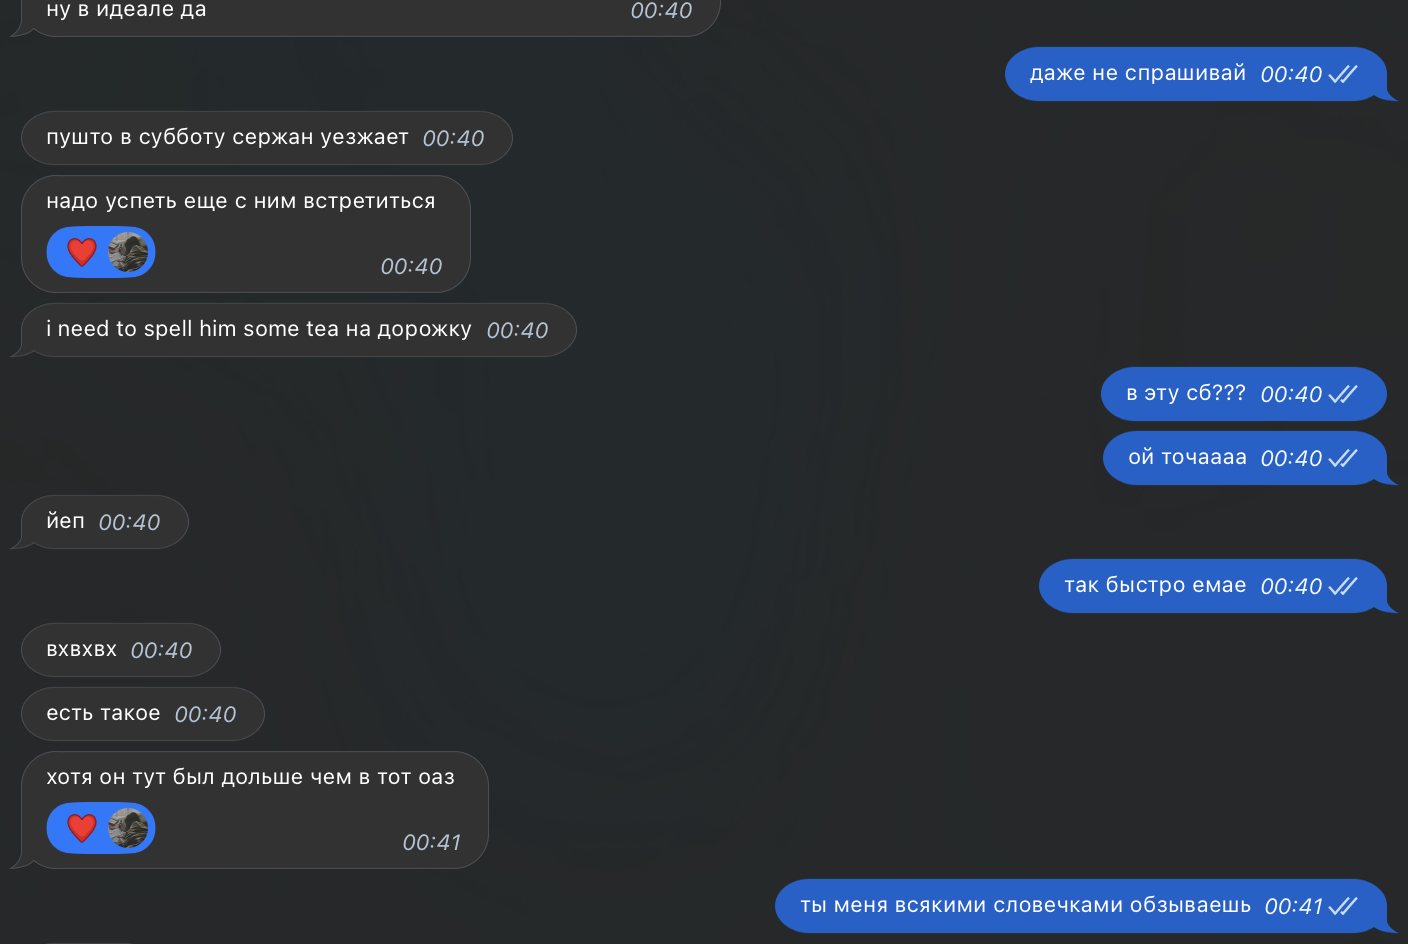 ну в идеале да 00:40
даже не спрашивай 00:40
пушто в субботу сержан уезжает 00:40
надо успеть еще с ним встретиться
00:40
i need to spell him some tea на дорожку 00:40
в эту сб??? 00:40
ой точаааа 00:40
йеп 00:40
так быстро емае 00:40
вхвхвх 00:40
есть такое 00:40
хотя он тут был дольше чем в тот оаз
00:41
ты меня всякими словечками обзываешь 00:41